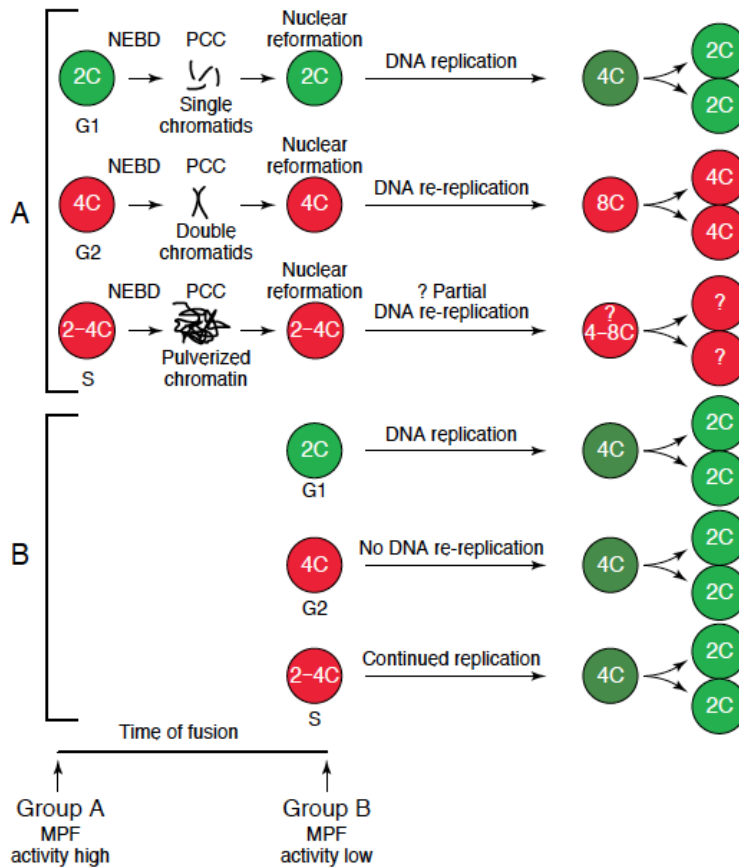 A
NEBD PCC Nuclear reformation
2C 2C DNA replication 4C 2C
2C
G1 Single chromatids
NEBD PCC Nuclear reformation
4C 4C DNA re-replication 8C 4C
4C
G2 Double chromatids
NEBD PCC Nuclear reformation
2–4C 2–4C ? Partial DNA re-replication ? 4–8C ?
?
S Pulverized chromatin
B
2C DNA replication 4C 2C
2C
G1
4C No DNA re-replication 4C 2C
2C
G2
2–4C Continued replication 4C 2C
2C
S
Time of fusion
Group A Group B
MPF MPF
activity high activity low